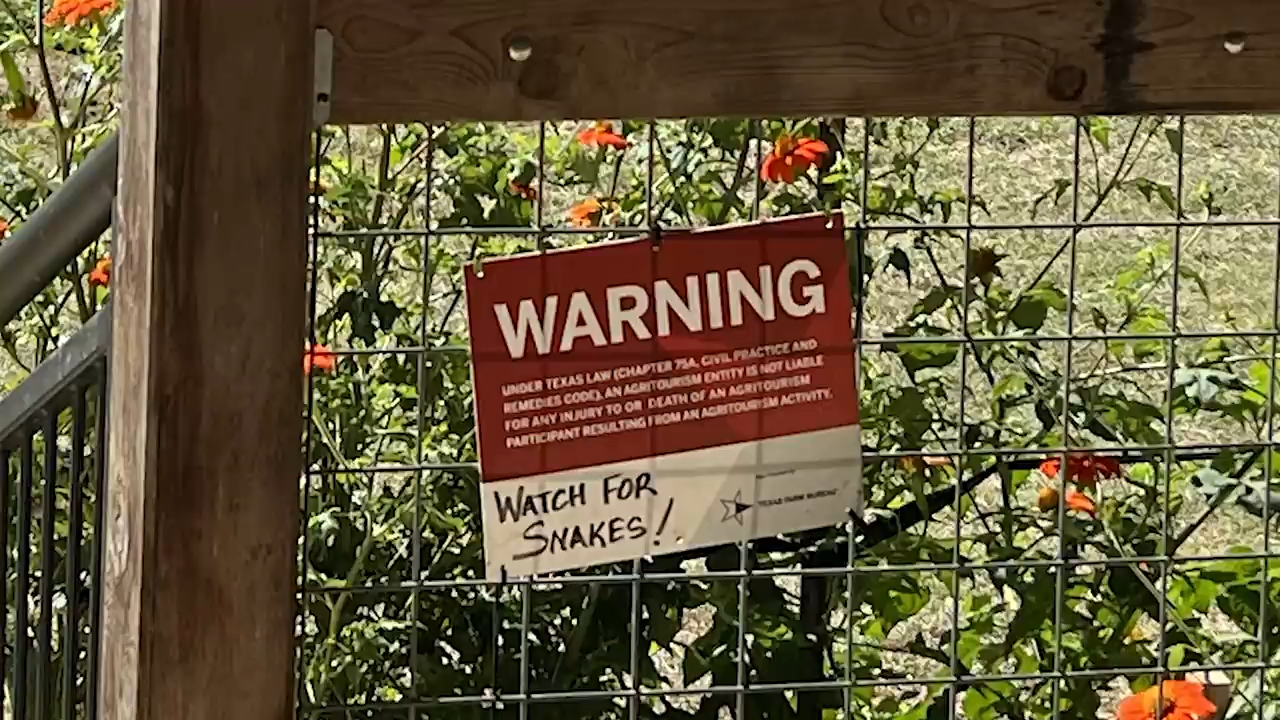 WARNING
UNDER TEXAS LAW (CHAPTER 75A, CIVIL PRACTICE AND
REMEDIES CODE), AN AGRITOURISM ENTITY IS NOT LIABLE
FOR ANY INJURY TO OR DEATH OF AN AGRITOURISM
PARTICIPANT RESULTING FROM AN AGRITOURISM ACTIVITY.
WATCH FOR
SNAKES!
TEXAS FARM BUREAU